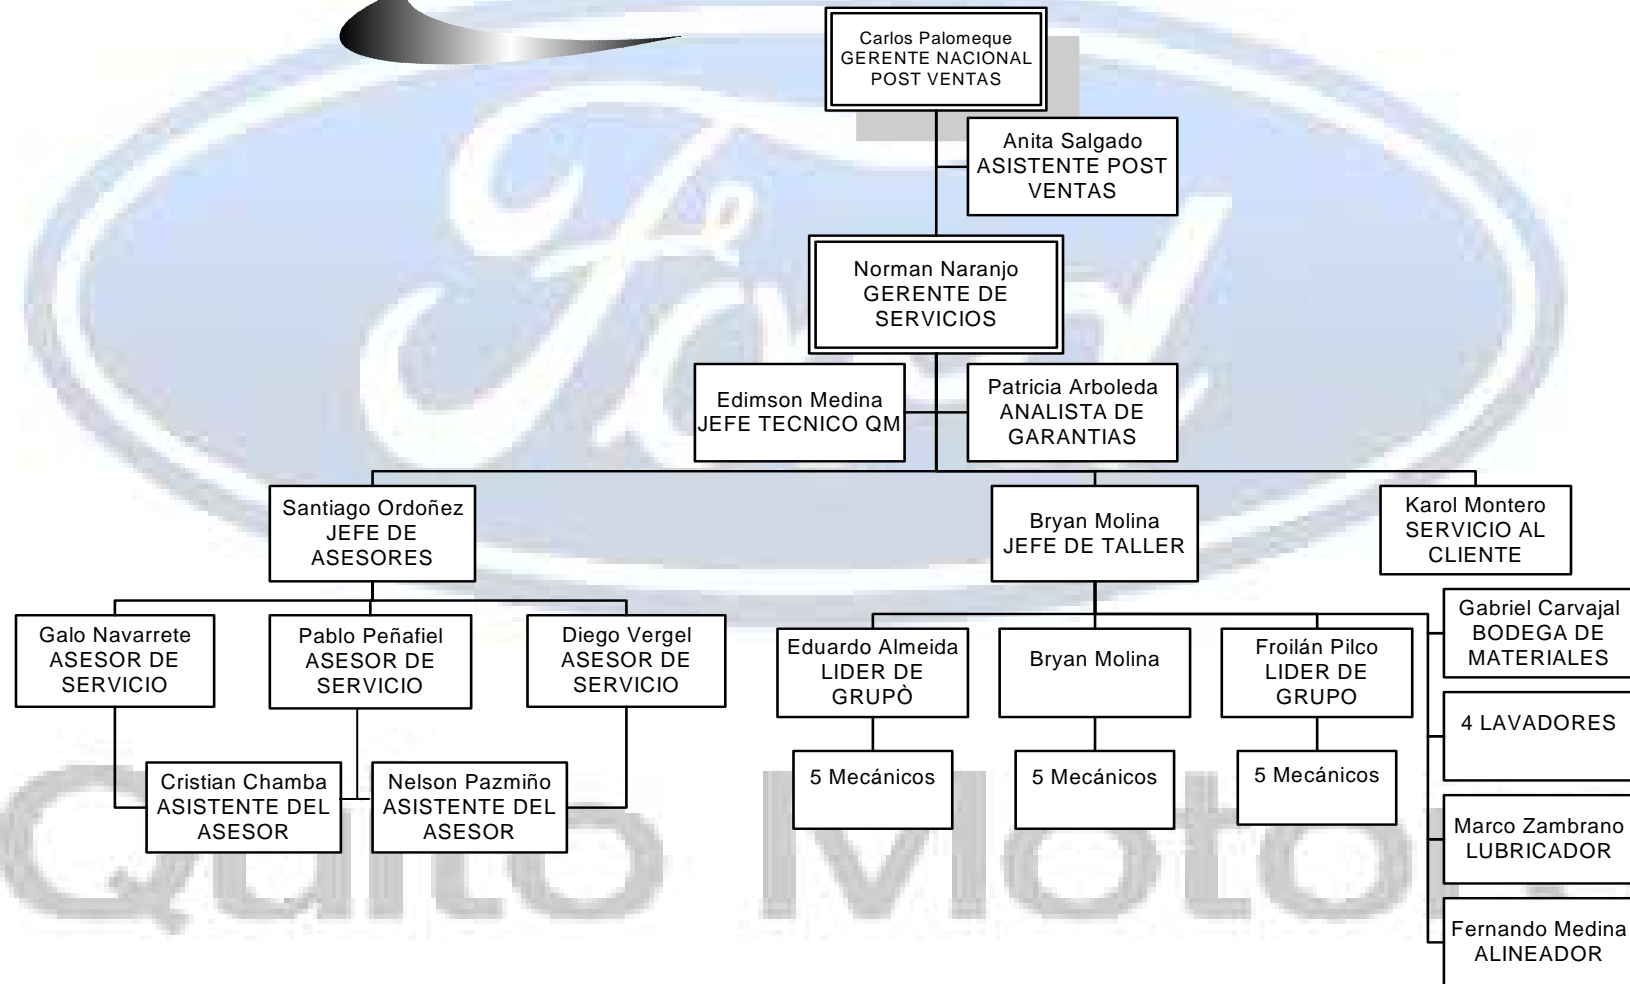 Carlos Palomeque
GERENTE NACIONAL
POST VENTAS
Anita Salgado
ASISTENTE POST
VENTAS
Norman Naranjo
GERENTE DE
SERVICIOS
Edimson Medina
JEFE TECNICO QM
Patricia Arboleda
ANALISTA DE
GARANTIAS
Santiago Ordoñez
JEFE DE
ASESORES
Bryan Molina
JEFE DE TALLER
Karol Montero
SERVICIO AL
CLIENTE
Galo Navarrete
ASESOR DE
SERVICIO
Pablo Peñafiel
ASESOR DE
SERVICIO
Diego Vergel
ASESOR DE
SERVICIO
Cristian Chamba
ASISTENTE DEL
ASESOR
Nelson Pazmiño
ASISTENTE DEL
ASESOR
Eduardo Almeida
LIDER DE
GRUPÒ
Bryan Molina
Froilán Pilco
LIDER DE
GRUPO
5 Mecánicos
5 Mecánicos
5 Mecánicos
Gabriel Carvajal
BODEGA DE
MATERIALES
4 LAVADORES
Marco Zambrano
LUBRICADOR
Fernando Medina
ALINEADOR
Ford
Quito Motor